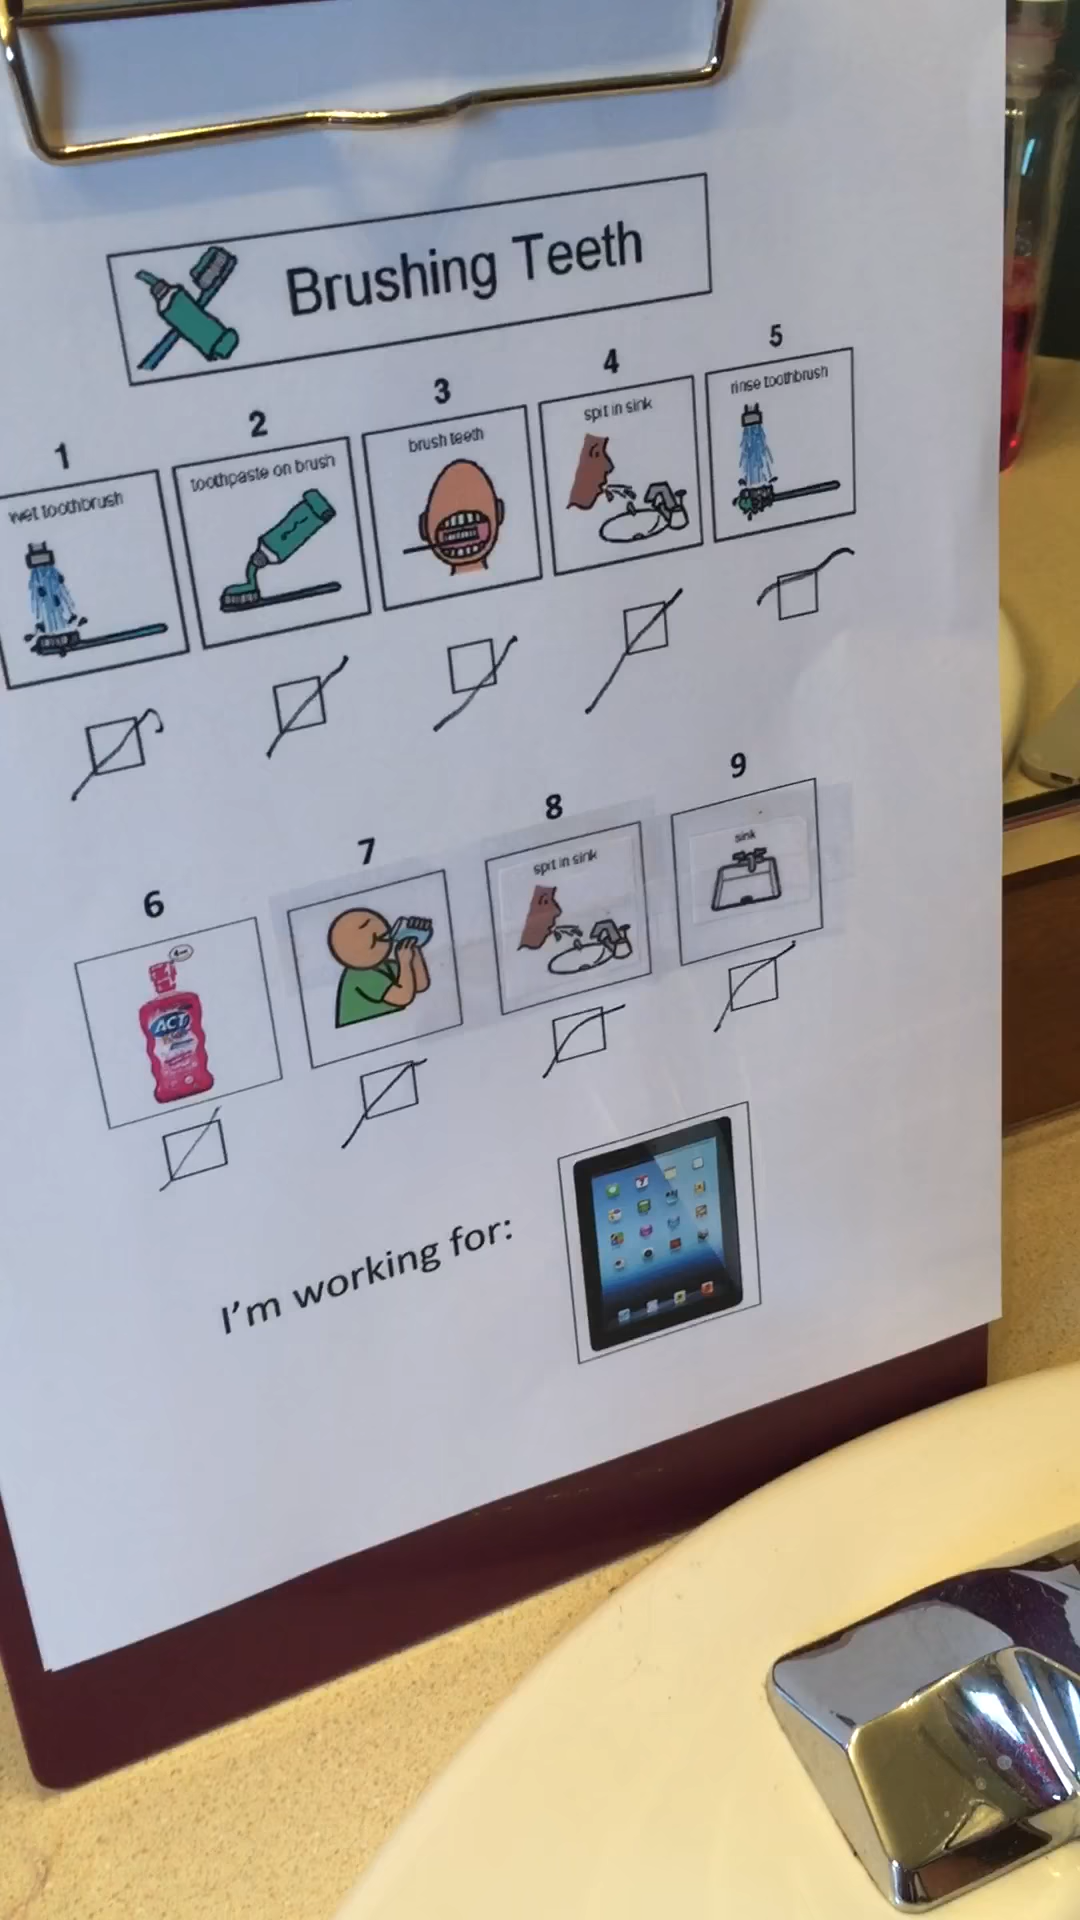 Brushing Teeth
1 2 3 4 5
wet toothbrush
toothpaste on brush
brush teeth
spit in sink
rinse toothbrush
6 7 8 9
ACT
spit in sink
sink
I'm working for: